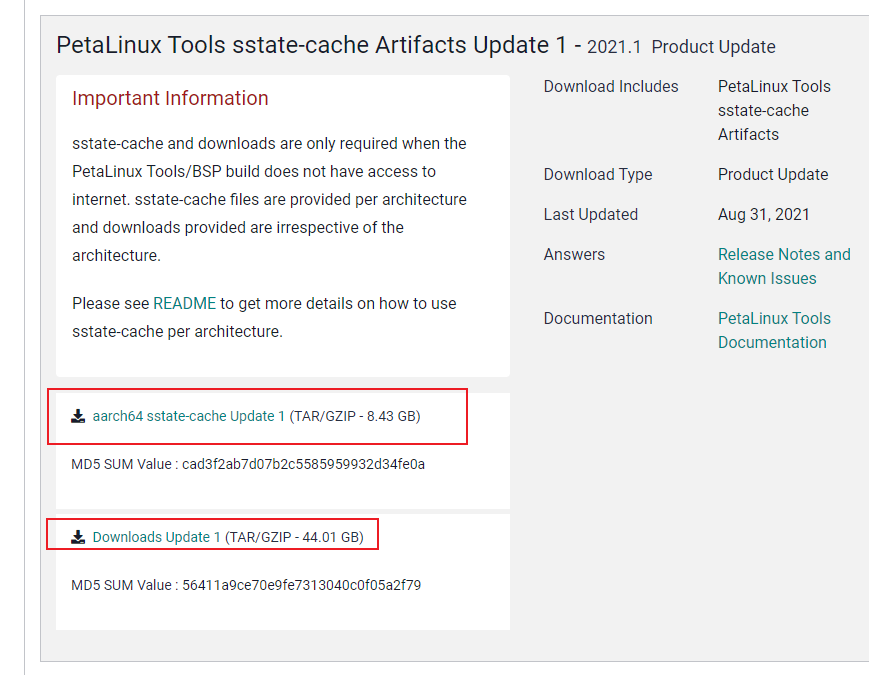 PetaLinux Tools sstate-cache Artifacts Update 1 - 2021.1 Product Update
Important Information
sstate-cache and downloads are only required when the
PetaLinux Tools/BSP build does not have access to
internet. sstate-cache files are provided per architecture
and downloads provided are irrespective of the
architecture.
Please see README to get more details on how to use
sstate-cache per architecture.
aarch64 sstate-cache Update 1 (TAR/GZIP - 8.43 GB)
MD5 SUM Value : cad3f2ab7d07b2c5585959932d34fe0a
Downloads Update 1 (TAR/GZIP - 44.01 GB)
MD5 SUM Value : 56411a9ce70e9fe7313040c0f05a2f79
Download Includes
PetaLinux Tools
sstate-cache
Artifacts
Download Type
Product Update
Last Updated
Aug 31, 2021
Answers
Release Notes and
Known Issues
Documentation
PetaLinux Tools
Documentation